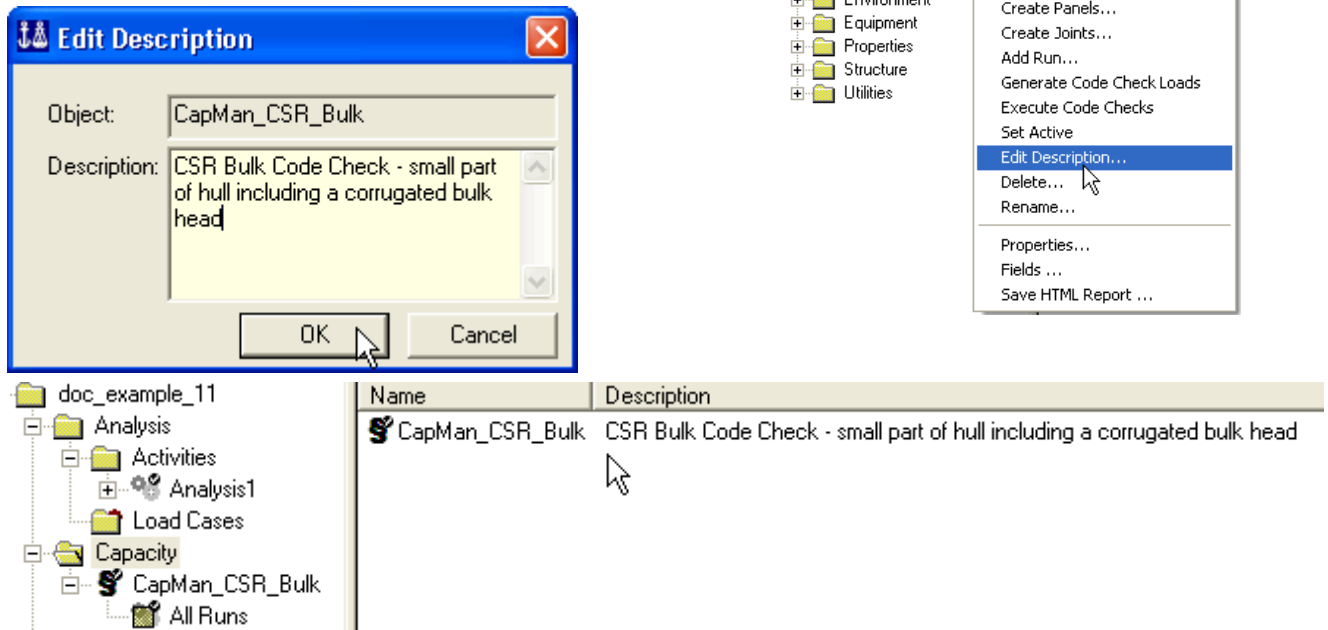 Edit Description
Object: CapMan_CSR_Bulk
Description: CSR Bulk Code Check - small part
of hull including a corrugated bulk
head
OK Cancel
Environment
Equipment
Properties
Structure
Utilities
Create Panels...
Create Joints...
Add Run...
Generate Code Check Loads
Execute Code Checks
Set Active
Edit Description...
Delete...
Rename...
Properties...
Fields ...
Save HTML Report ...
doc_example_11
Analysis
Activities
Analysis1
Load Cases
Capacity
CapMan_CSR_Bulk
All Runs
Name Description
CapMan_CSR_Bulk CSR Bulk Code Check - small part of hull including a corrugated bulk head